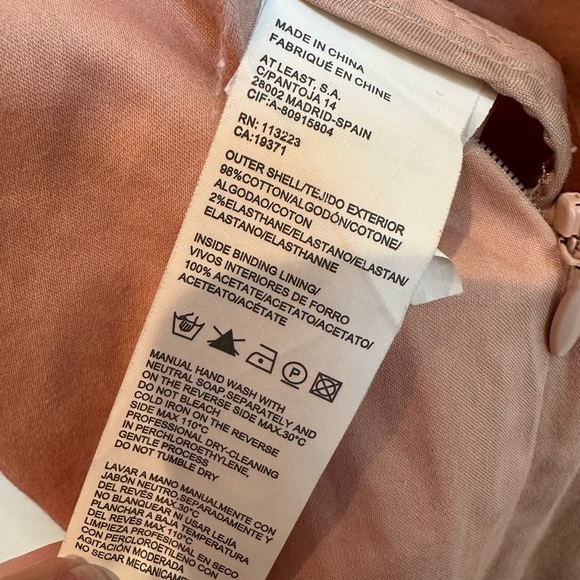 MADE IN CHINA
FABRIQUÉ EN CHINE
AT LEAST, S.A.
C/PANTOJA 14
28002 MADRID-SPAIN
CIF:A-80915804
RN: 113223
CA:19371
OUTER SHELL/TEJIDO EXTERIOR
98%COTTON/ALGODÓN/COTONE/
ALGODAO/COTON
2%ELASTHANE/ELASTANO/ELASTAN/
ELASTANO/ELASTHANNE
INSIDE BINDING LINING/
VIVOS INTERIORES DE FORRO
100% ACETATE/ACETATO/ACETATO/
ACETEATO/ACÉTATE
P
MANUAL HAND WASH WITH
NEUTRAL SOAP,SEPARATELY AND
ON THE REVERSE SIDE MAX.30°C
DO NOT BLEACH
COLD IRON ON THE REVERSE
SIDE MAX 110°C
PROFESSIONAL DRY-CLEANING
IN PERCHLOROETHYLENE.
GENTLE PROCESS
DO NOT TUMBLE DRY
LAVAR A MANO MANUALMENTE CON
JABÓN NEUTRO,SEPARADAMENTE Y
DEL REVÉS MAX.30°C
NO BLANQUEAR NI USAR LEJÍA
PLANCHAR A BAJA TEMPERATURA
DEL REVÉS MAX 110°C
LIMPIEZA PROFESIONAL EN SECO
CON PERCLOROETILENO CON
AGITACIÓN MODERADA
NO SECAR MECANICAME